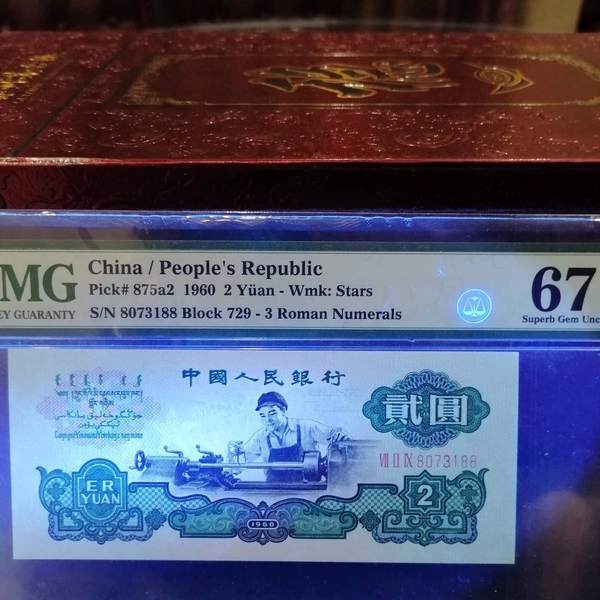 MG
EY GUARANTY
China / People's Republic
Pick# 875a2 1960 2 Yüan - Wmk: Stars
S/N 8073188 Block 729 - 3 Roman Numerals
67
Superb Gem Unc
中國人民銀行
貳圓
VII II IX 8073188
ER
YUAN
1960
2